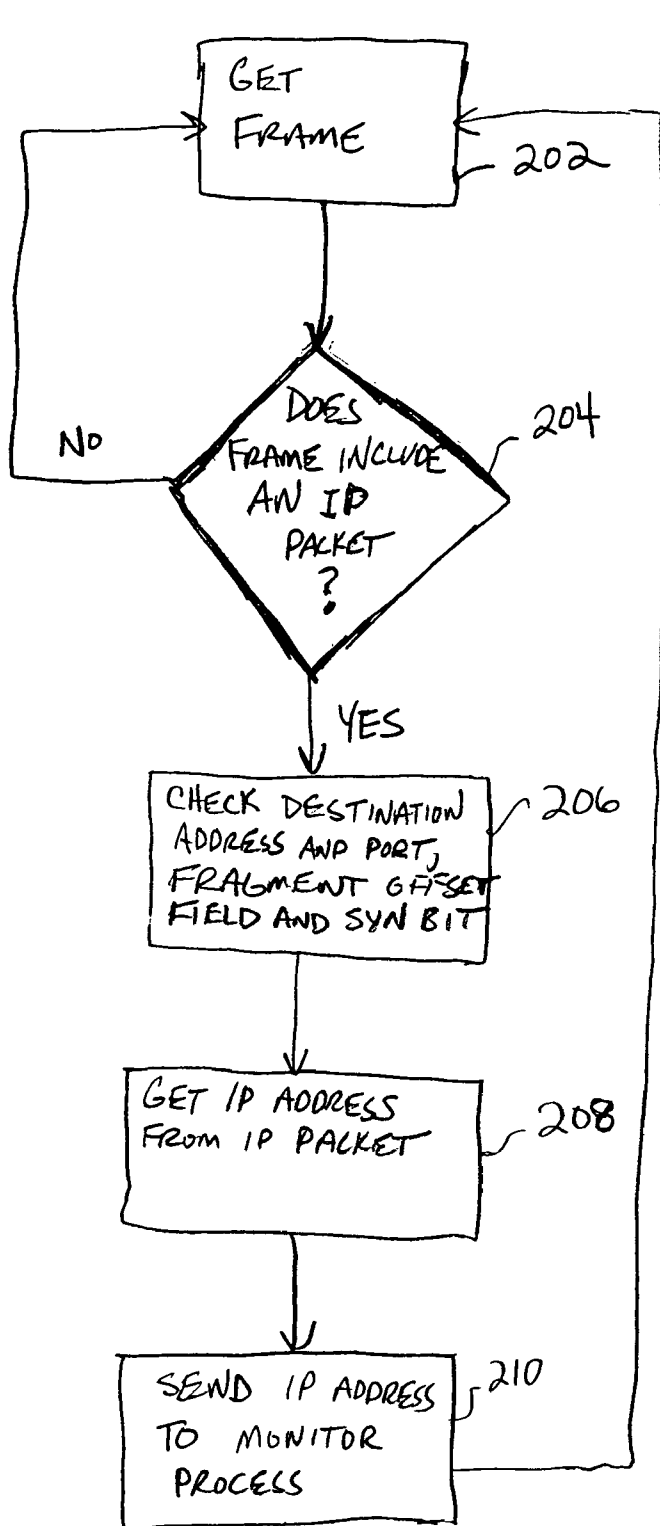 GET
FRAME
202
DOES
FRAME INCLUDE
AN IP
PACKET
?
204
NO
YES
CHECK DESTINATION
ADDRESS AND PORT,
FRAGMENT OFFSET
FIELD AND SYN BIT
206
GET IP ADDRESS
FROM IP PACKET
208
SEND IP ADDRESS
TO MONITOR
PROCESS
210